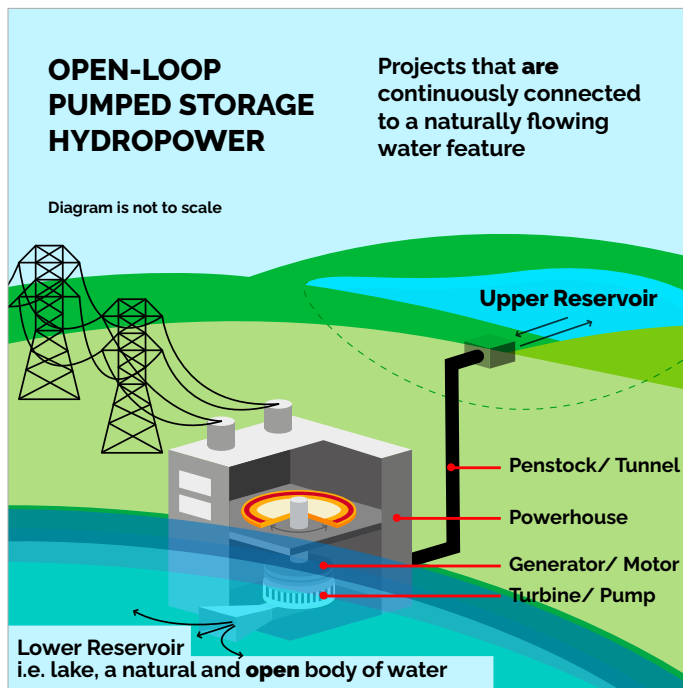 OPEN-LOOP
PUMPED STORAGE
HYDROPOWER
Projects that are
continuously connected
to a naturally flowing
water feature
Diagram is not to scale
Upper Reservoir
Penstock/ Tunnel
Powerhouse
Generator/ Motor
Turbine/ Pump
Lower Reservoir
i.e. lake, a natural and open body of water